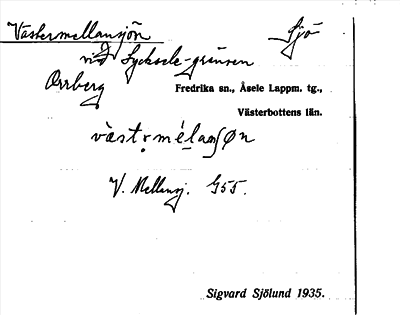 Västermellansjön Sjö
vid Lycksele-gränsen
Orrberg
Fredrika sn., Åsele Lappm. tg.,
Västerbottens län.
V. Mellansj. G55.
Sigvard Sjölund 1935.